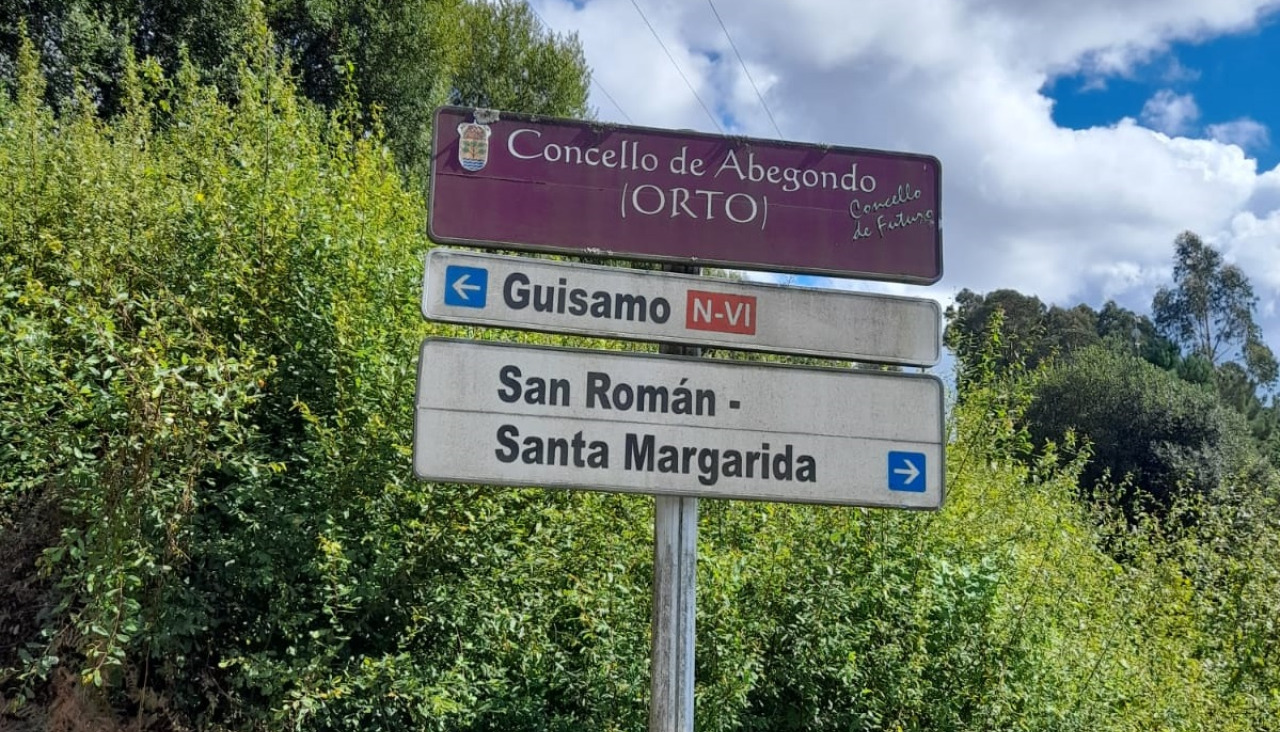 Concello de Abegondo
(ORTO)
Concello
de Futuro
Guisamo N-VI
San Román -
Santa Margarida